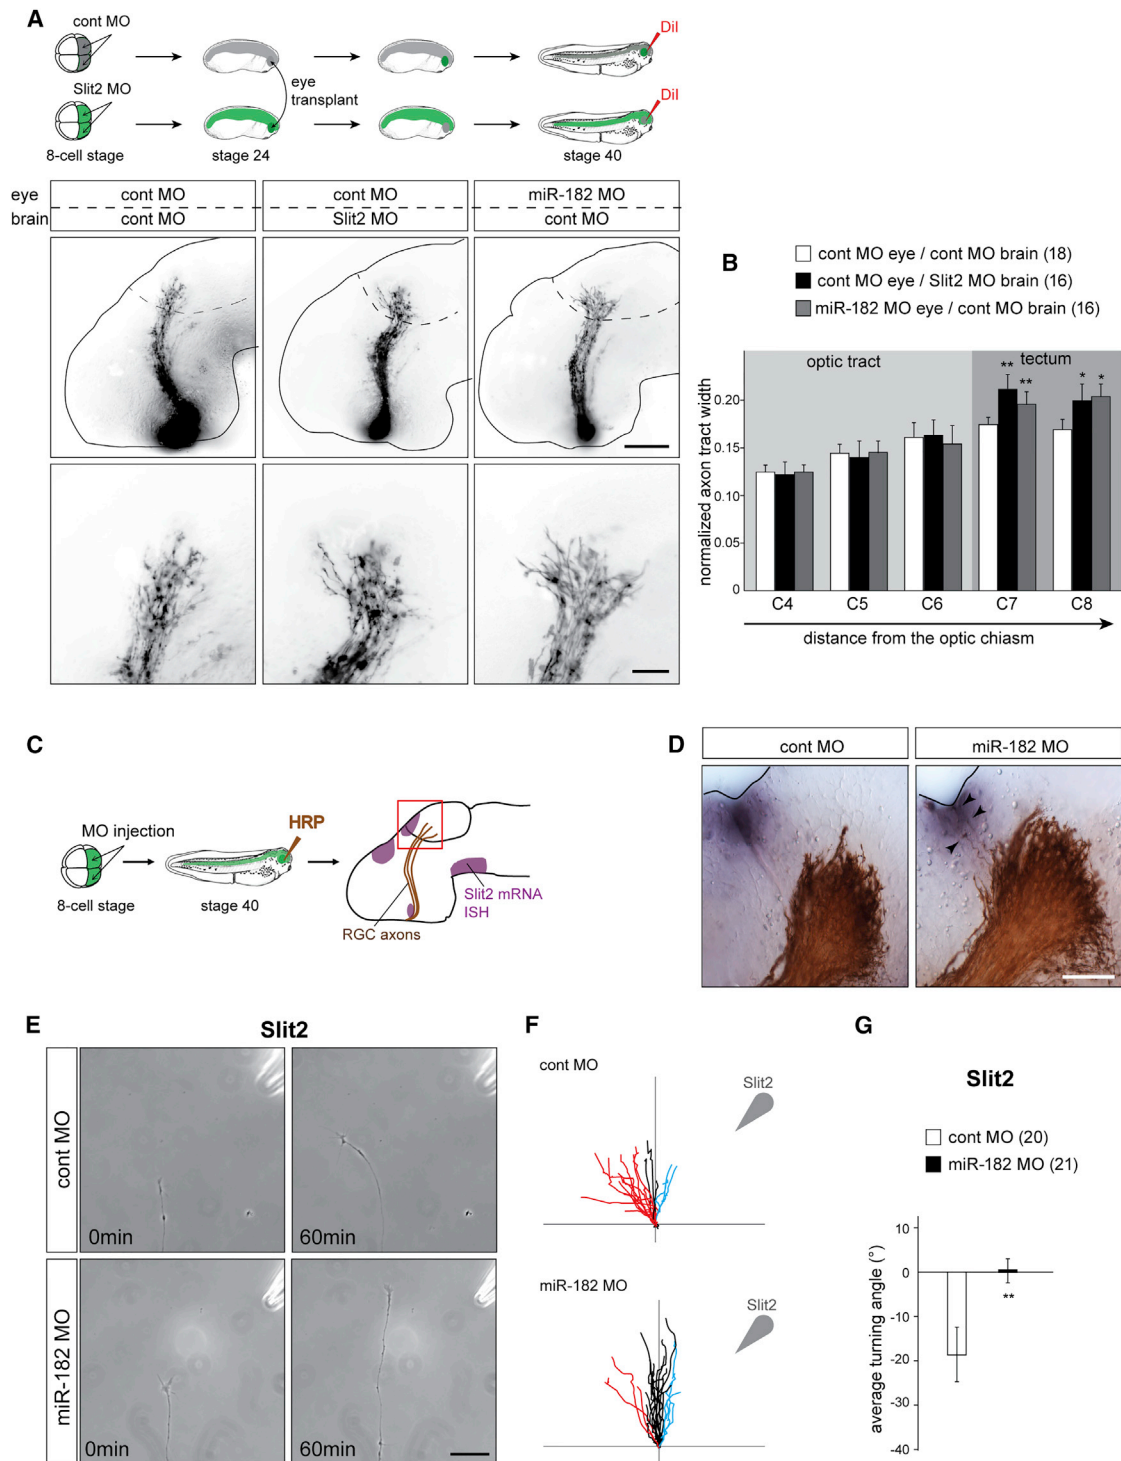 A
cont MO
Slit2 MO
8-cell stage
eye
transplant
stage 24
DiI
DiI
stage 40
eye
cont MO
cont MO
miR-182 MO
brain
cont MO
Slit2 MO
cont MO
B
cont MO eye / cont MO brain (18)
cont MO eye / Slit2 MO brain (16)
miR-182 MO eye / cont MO brain (16)
optic tract
tectum
** ** * *
normalized axon tract width
0.20
0.15
0.10
0.05
0
C4 C5 C6 C7 C8
distance from the optic chiasm
C
MO injection
HRP
8-cell stage
stage 40
RGC axons
Slit2 mRNA
ISH
D
cont MO
miR-182 MO
E
Slit2
cont MO
0min
60min
miR-182 MO
0min
60min
F
cont MO
Slit2
miR-182 MO
Slit2
G
Slit2
cont MO (20)
miR-182 MO (21)
average turning angle (°)
10
0
-10
-20
-30
-40
**